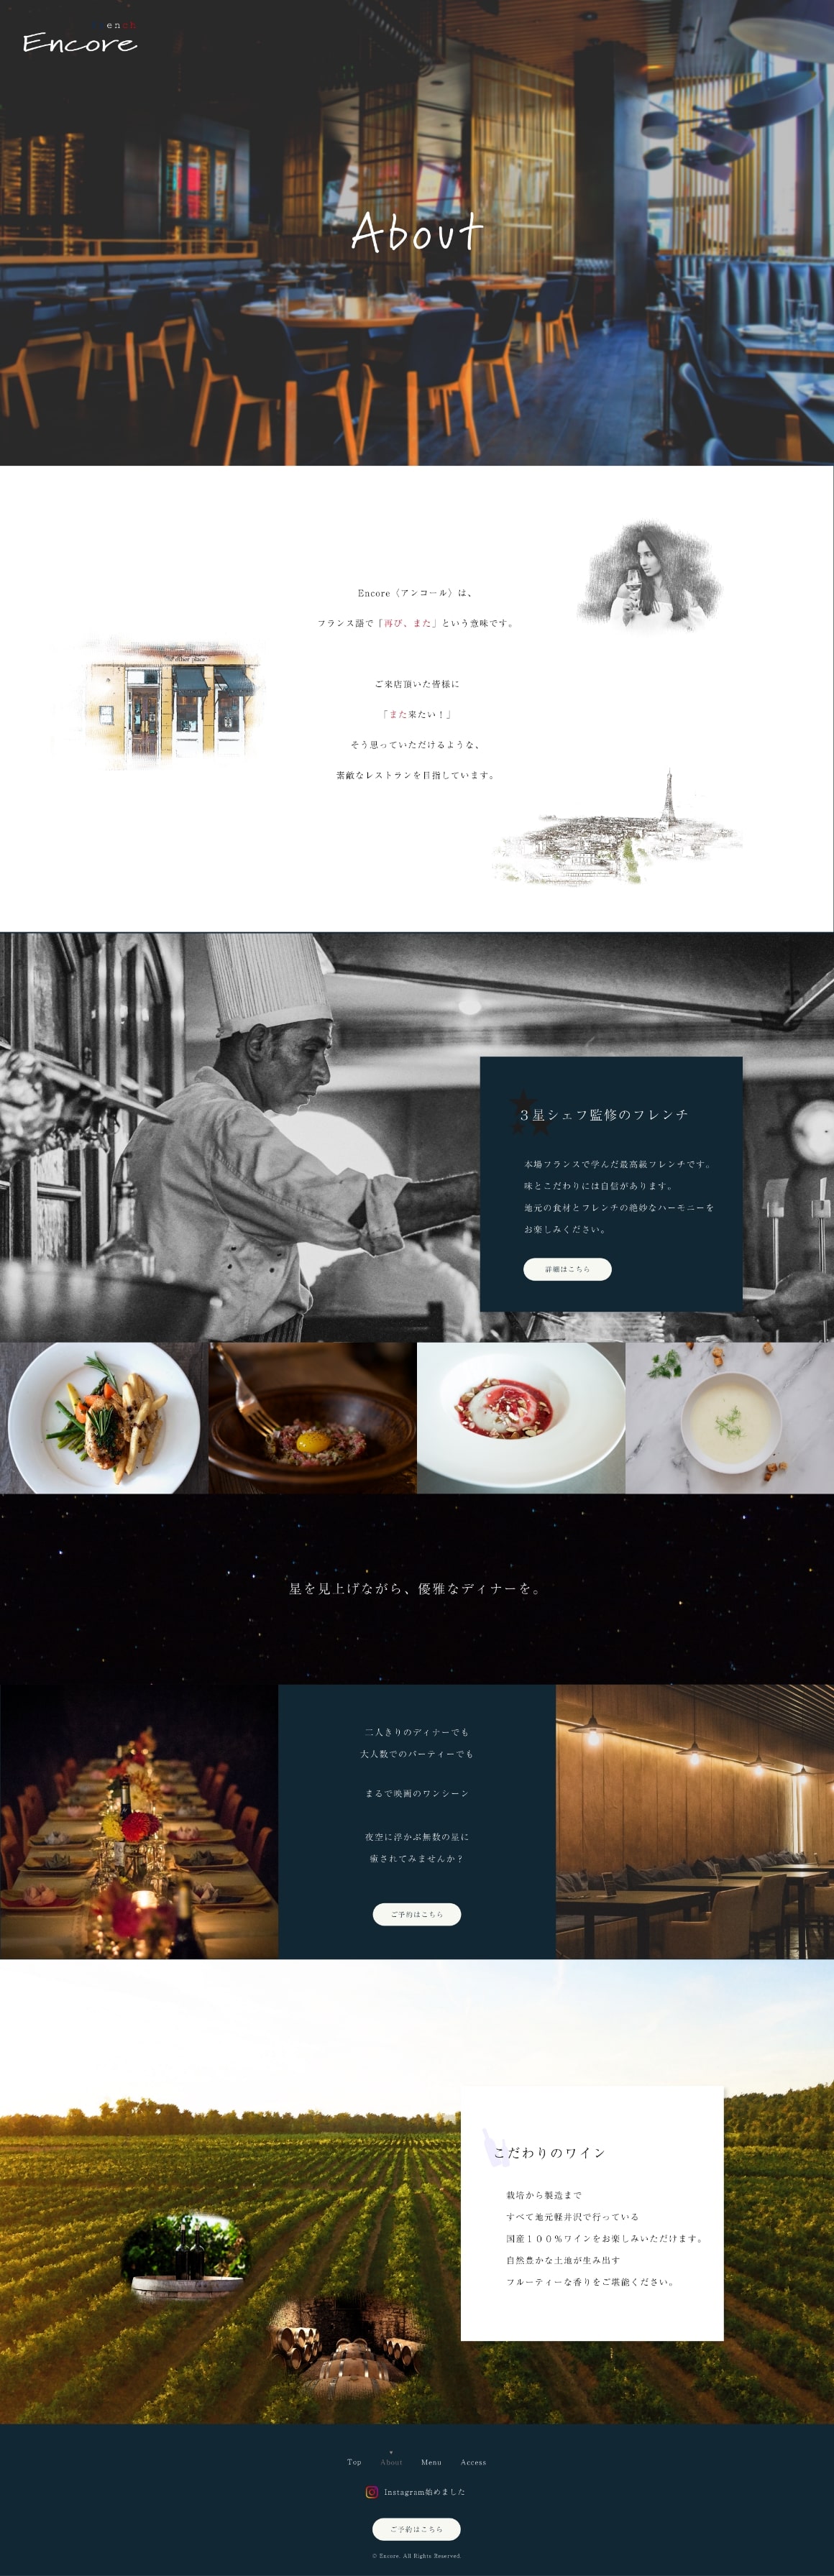 ench
Encore
About
Encore〈アンコール〉は、
フランス語で「再び、また」という意味です。
ご来店頂いた皆様に
「また来たい！」
そう思っていただけるような、
素敵なレストランを目指しています。
3星シェフ監修のフレンチ
本場フランスで学んだ最高級フレンチです。
味とこだわりには自信があります。
地元の食材とフレンチの絶妙なハーモニーを
お楽しみください。
詳細はこちら
星を見上げながら、優雅なディナーを。
二人きりのディナーでも
大人数でのパーティーでも
まるで映画のワンシーン
夜空に浮かぶ無数の星に
癒されてみませんか？
ご予約はこちら
こだわりのワイン
栽培から製造まで
すべて地元軽井沢で行っている
国産１００％ワインをお楽しみいただけます。
自然豊かな土地が生み出す
フルーティーな香りをご堪能ください。
Top About Menu Access
Instagram始めました
ご予約はこちら
© Encore. All Rights Reserved.